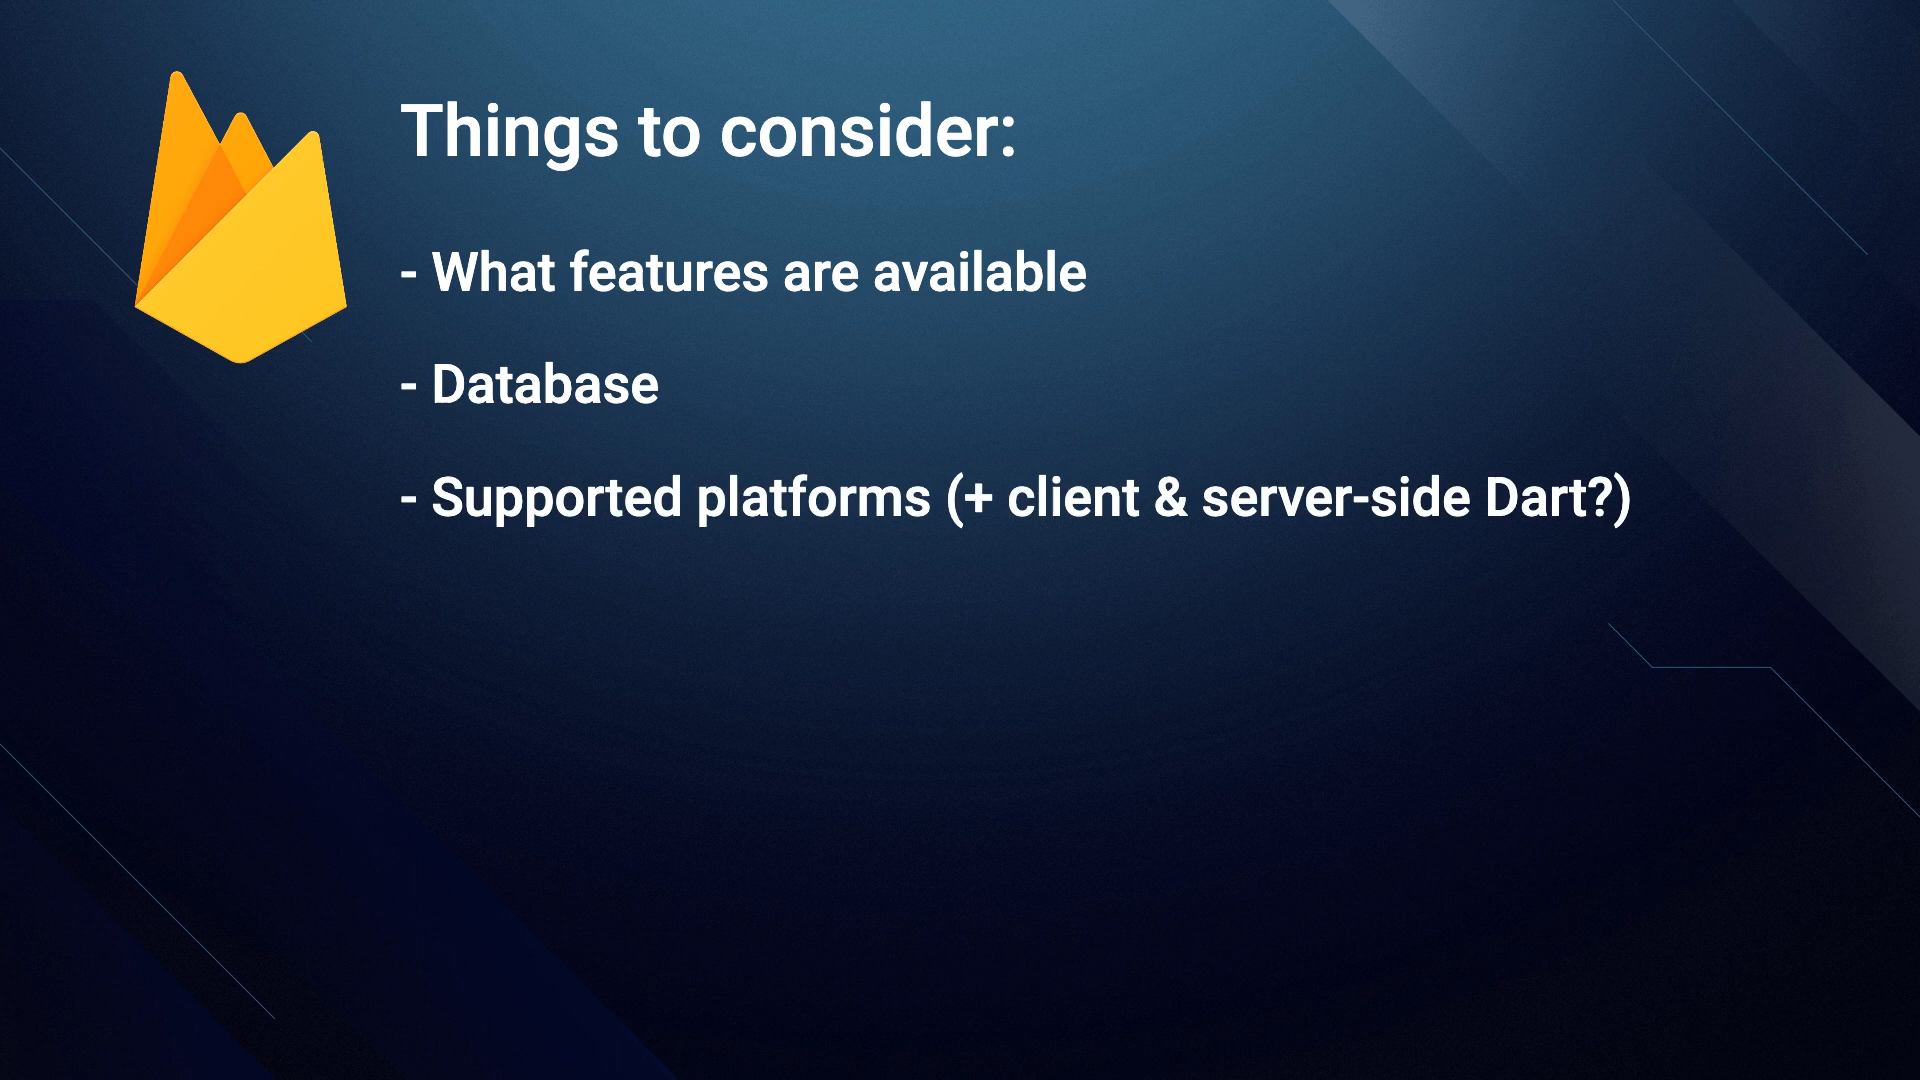 Things to consider:
- What features are available
- Database
- Supported platforms (+ client & server-side Dart?)